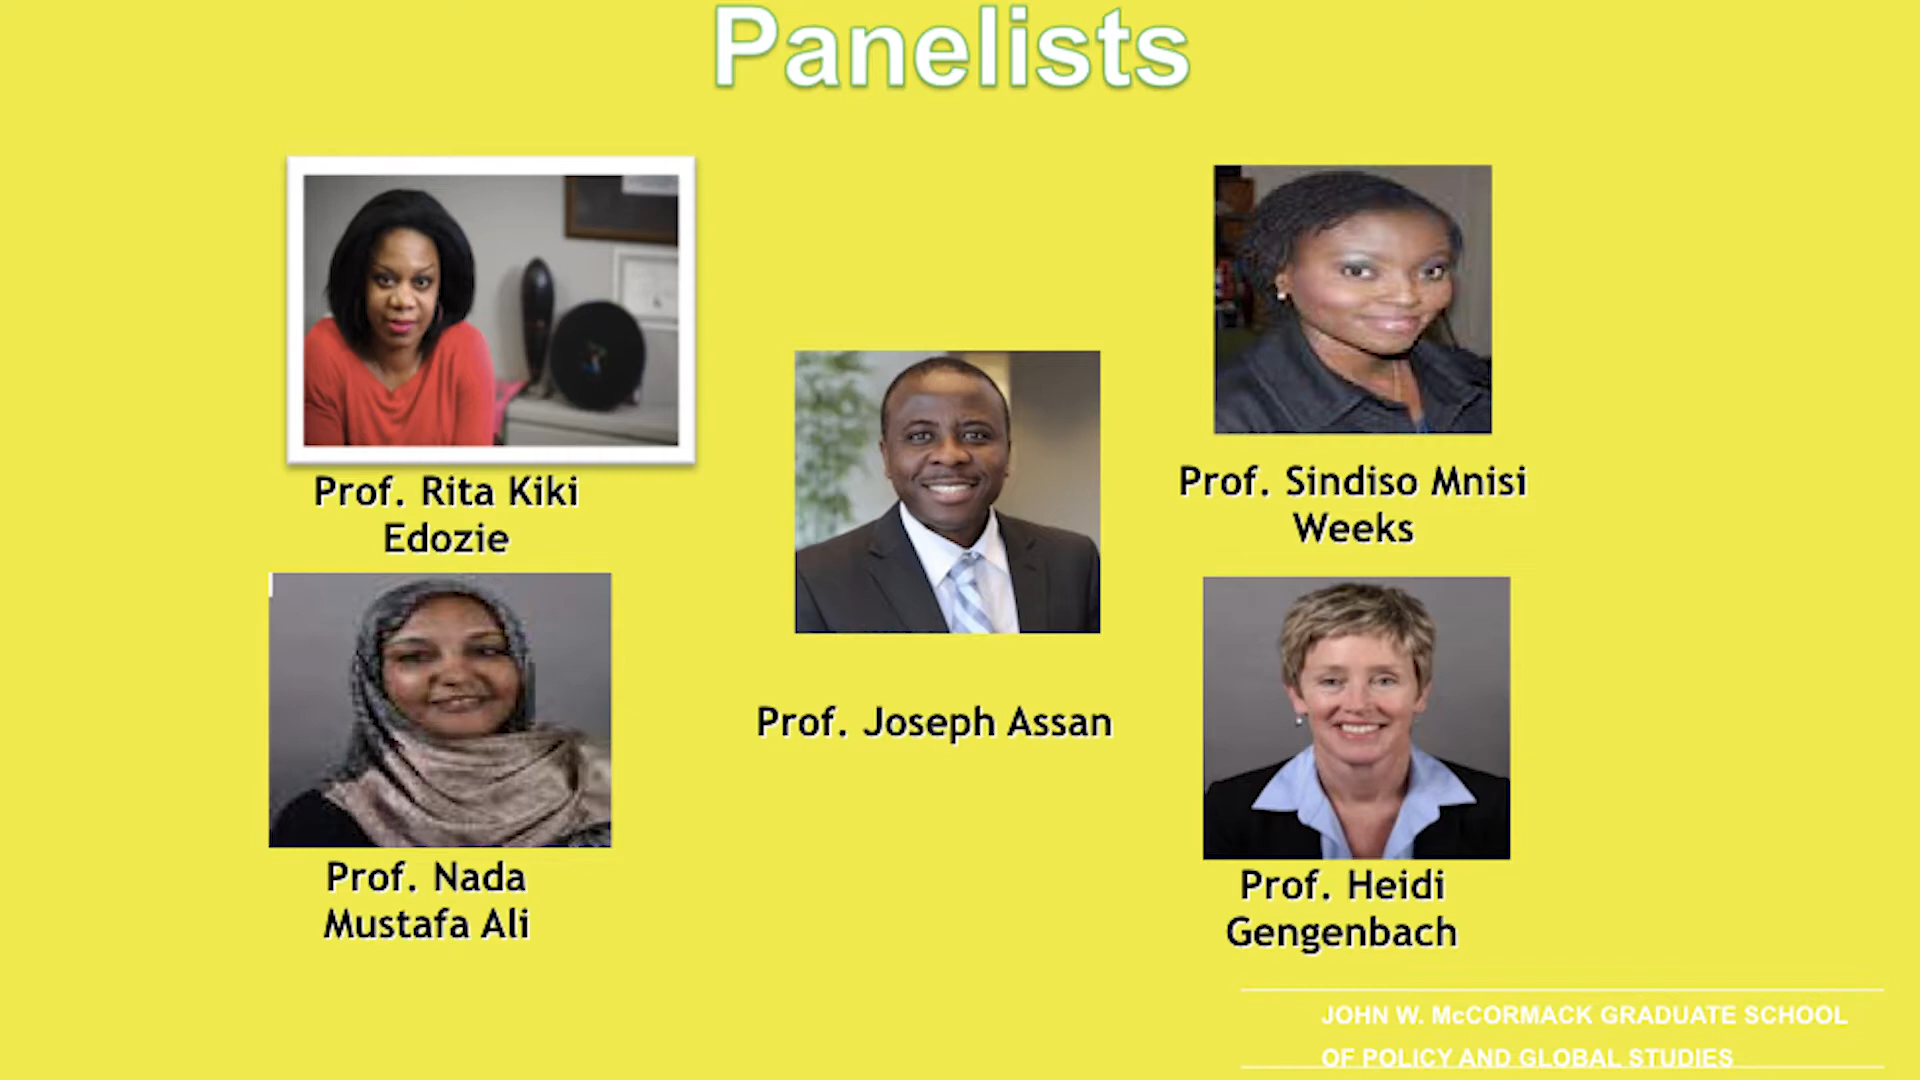 Panelists
Prof. Rita Kiki
Edozie
Prof. Sindiso Mnisi
Weeks
Prof. Joseph Assan
Prof. Nada
Mustafa Ali
Prof. Heidi
Gengenbach
JOHN W. McCORMACK GRADUATE SCHOOL
OF POLICY AND GLOBAL STUDIES